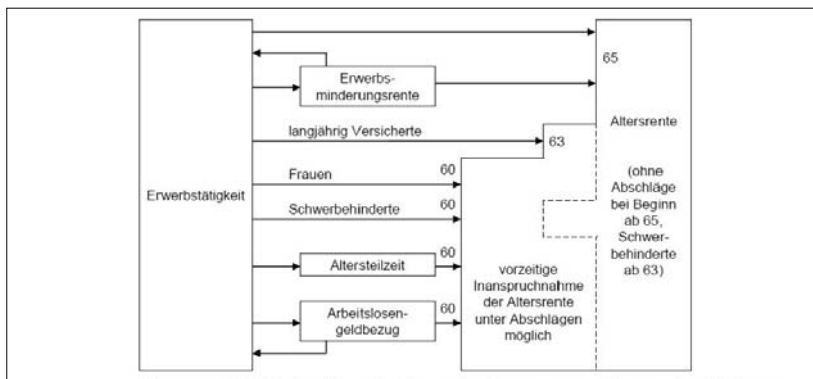 65
Erwerbs-
minderungsrente
Altersrente
langjährig Versicherte
63
Frauen
60
(ohne
Abschläge
bei Beginn
ab 65,
Schwer-
behinderte
ab 63)
Erwerbstätigkeit
Schwerbehinderte
60
Altersteilzeit
60
vorzeitige
Inanspruchnahme
der Altersrente
unter Abschlägen
möglich
Arbeitslosen-
geldbezug
60